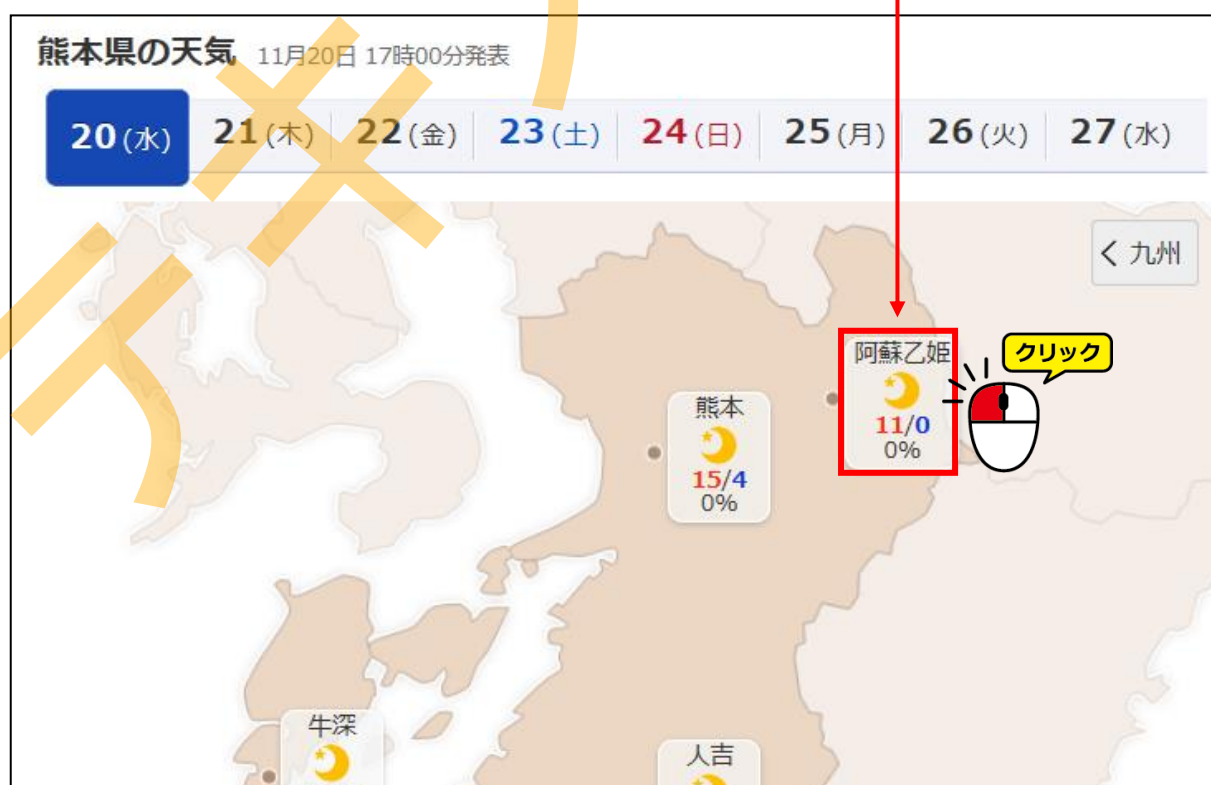 熊本県の天気 11月20日 17時00分発表
20(水) 21(木) 22(金) 23(土) 24(日) 25(月) 26(火) 27(水)
く 九州
阿蘇乙姫
11/0
0%
クリック
熊本
15/4
0%
牛深
人吉